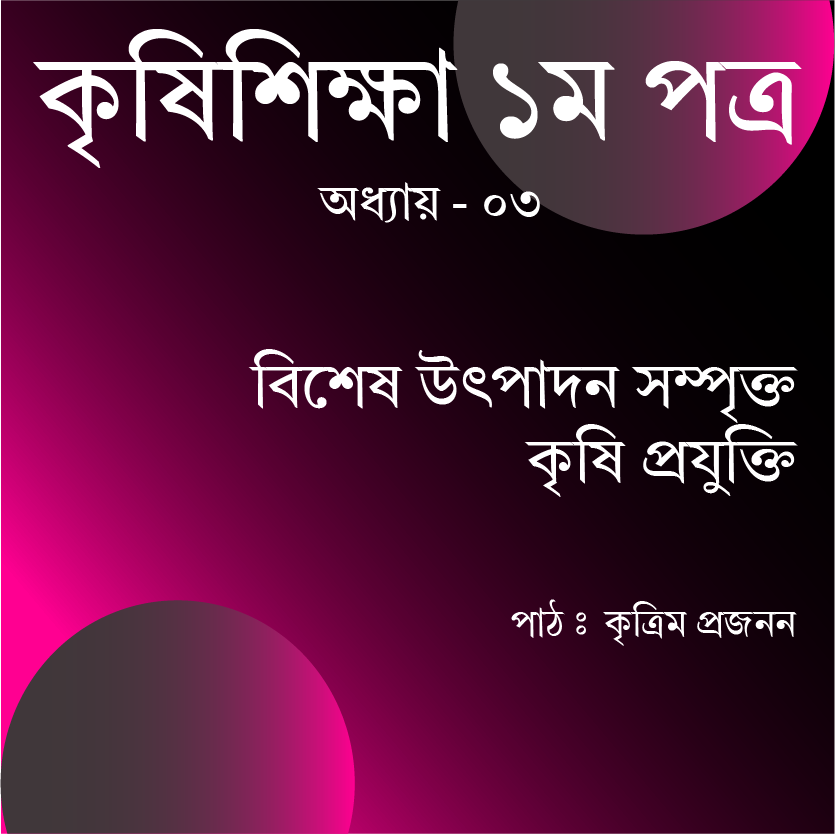 কৃষিশিক্ষা ১ম পত্র
অধ্যায় - ০৩
বিশেষ উৎপাদন সম্পৃক্ত
কৃষি প্রযুক্তি
পাঠ ঃ কৃত্রিম প্রজনন